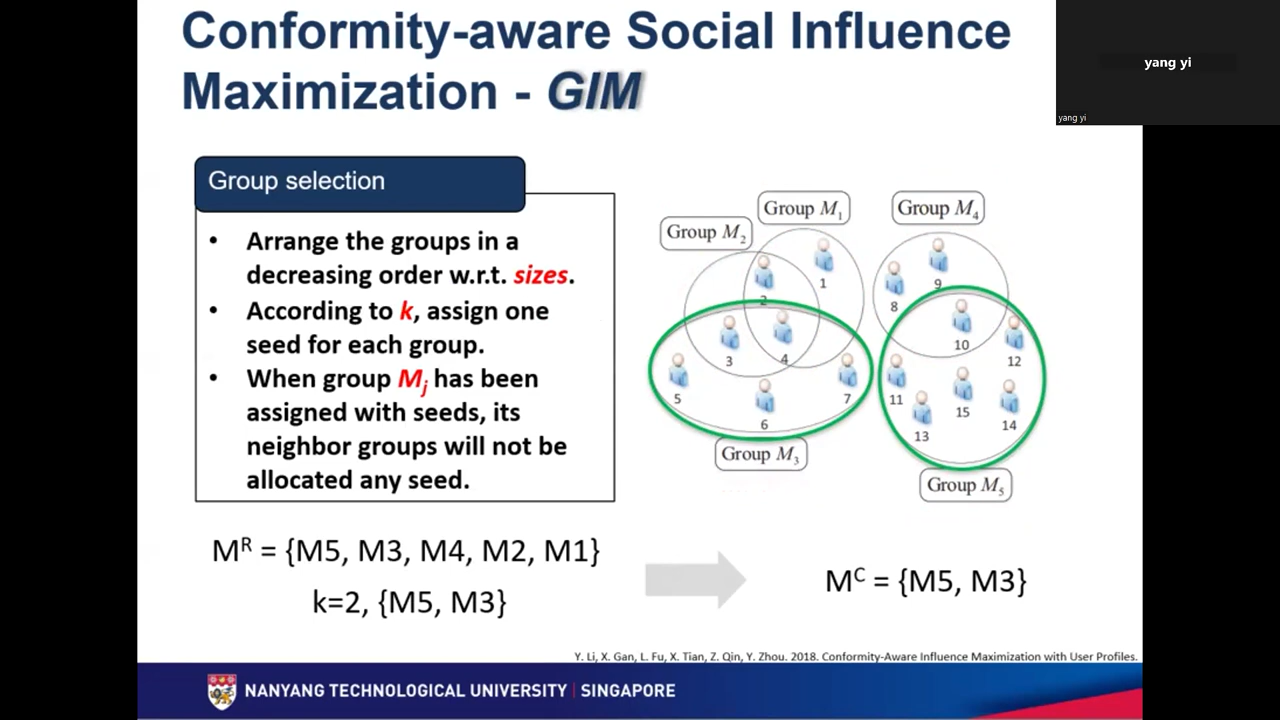 Conformity-aware Social Influence
Maximization - GIM
yang yi
yang yi
Group selection
• Arrange the groups in a
decreasing order w.r.t. sizes.
• According to k, assign one
seed for each group.
• When group Mj has been
assigned with seeds, its
neighbor groups will not be
allocated any seed.
Group M1
Group M4
Group M2
1
9
2
8
10
3
4
12
5
7
11
6
15
14
13
Group M3
Group M5
M^R = {M5, M3, M4, M2, M1}
k=2, {M5, M3}
M^C = {M5, M3}
Y. Li, X. Gan, L. Fu, X. Tian, Z. Qin, Y. Zhou. 2018. Conformity-Aware Influence Maximization with User Profiles.
NANYANG TECHNOLOGICAL UNIVERSITY | SINGAPORE